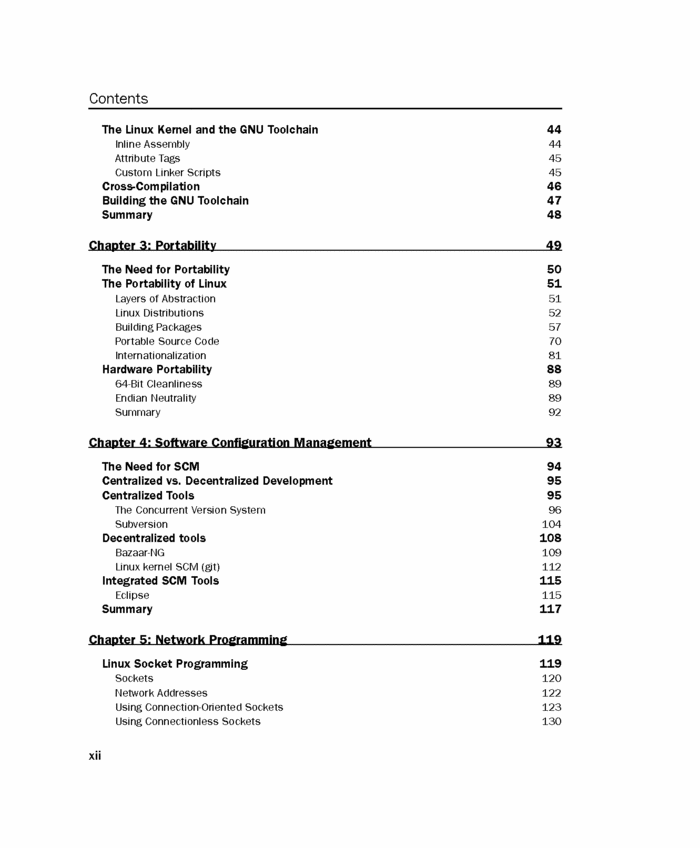 Contents
The Linux Kernel and the GNU Toolchain 44
Inline Assembly 44
Attribute Tags 45
Custom Linker Scripts 45
Cross-Compilation 46
Building the GNU Toolchain 47
Summary 48
Chapter 3: Portability 49
The Need for Portability 50
The Portability of Linux 51
Layers of Abstraction 51
Linux Distributions 52
Building Packages 57
Portable Source Code 70
Internationalization 81
Hardware Portability 88
64-Bit Cleanliness 89
Endian Neutrality 89
Summary 92
Chapter 4: Software Configuration Management 93
The Need for SCM 94
Centralized vs. Decentralized Development 95
Centralized Tools 95
The Concurrent Version System 96
Subversion 104
Decentralized tools 108
Bazaar-NG 109
Linux kernel SCM (git) 112
Integrated SCM Tools 115
Eclipse 115
Summary 117
Chapter 5: Network Programming 119
Linux Socket Programming 119
Sockets 120
Network Addresses 122
Using Connection-Oriented Sockets 123
Using Connectionless Sockets 130
xii